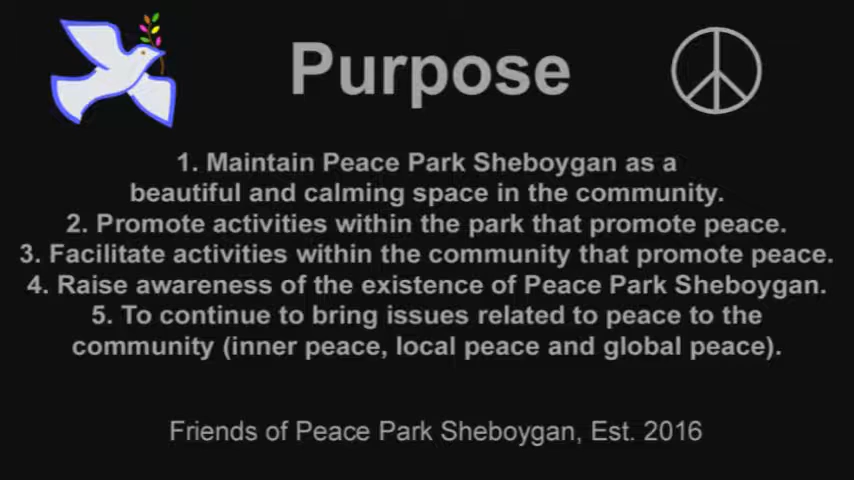 Purpose
1. Maintain Peace Park Sheboygan as a
beautiful and calming space in the community.
2. Promote activities within the park that promote peace.
3. Facilitate activities within the community that promote peace.
4. Raise awareness of the existence of Peace Park Sheboygan.
5. To continue to bring issues related to peace to the
community (inner peace, local peace and global peace).
Friends of Peace Park Sheboygan, Est. 2016